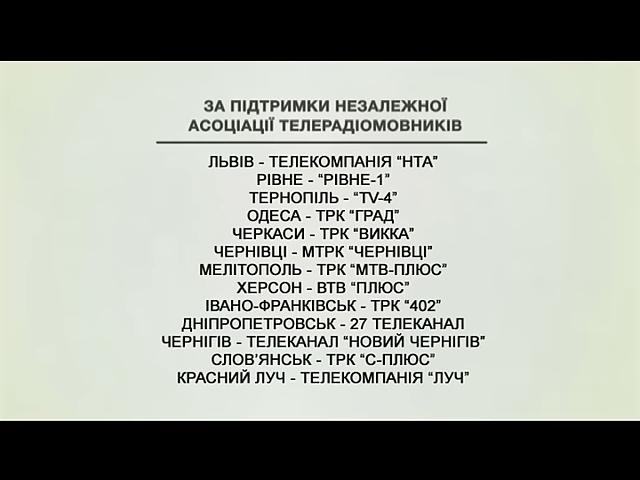 ЗА ПІДТРИМКИ НЕЗАЛЕЖНОЇ
АСОЦІАЦІЇ ТЕЛЕРАДІОМОВНИКІВ
ЛЬВІВ - ТЕЛЕКОМПАНІЯ “НТА”
РІВНЕ - “РІВНЕ-1”
ТЕРНОПІЛЬ - “TV-4”
ОДЕСА - ТРК “ГРАД”
ЧЕРКАСИ - ТРК “ВИККА”
ЧЕРНІВЦІ - МТРК “ЧЕРНІВЦІ”
МЕЛІТОПОЛЬ - ТРК “МТВ-ПЛЮС”
ХЕРСОН - ВТВ “ПЛЮС”
ІВАНО-ФРАНКІВСЬК - ТРК “402”
ДНІПРОПЕТРОВСЬК - 27 ТЕЛЕКАНАЛ
ЧЕРНІГІВ - ТЕЛЕКАНАЛ “НОВИЙ ЧЕРНІГІВ”
СЛОВ’ЯНСЬК - ТРК “С-ПЛЮС”
КРАСНИЙ ЛУЧ - ТЕЛЕКОМПАНІЯ “ЛУЧ”